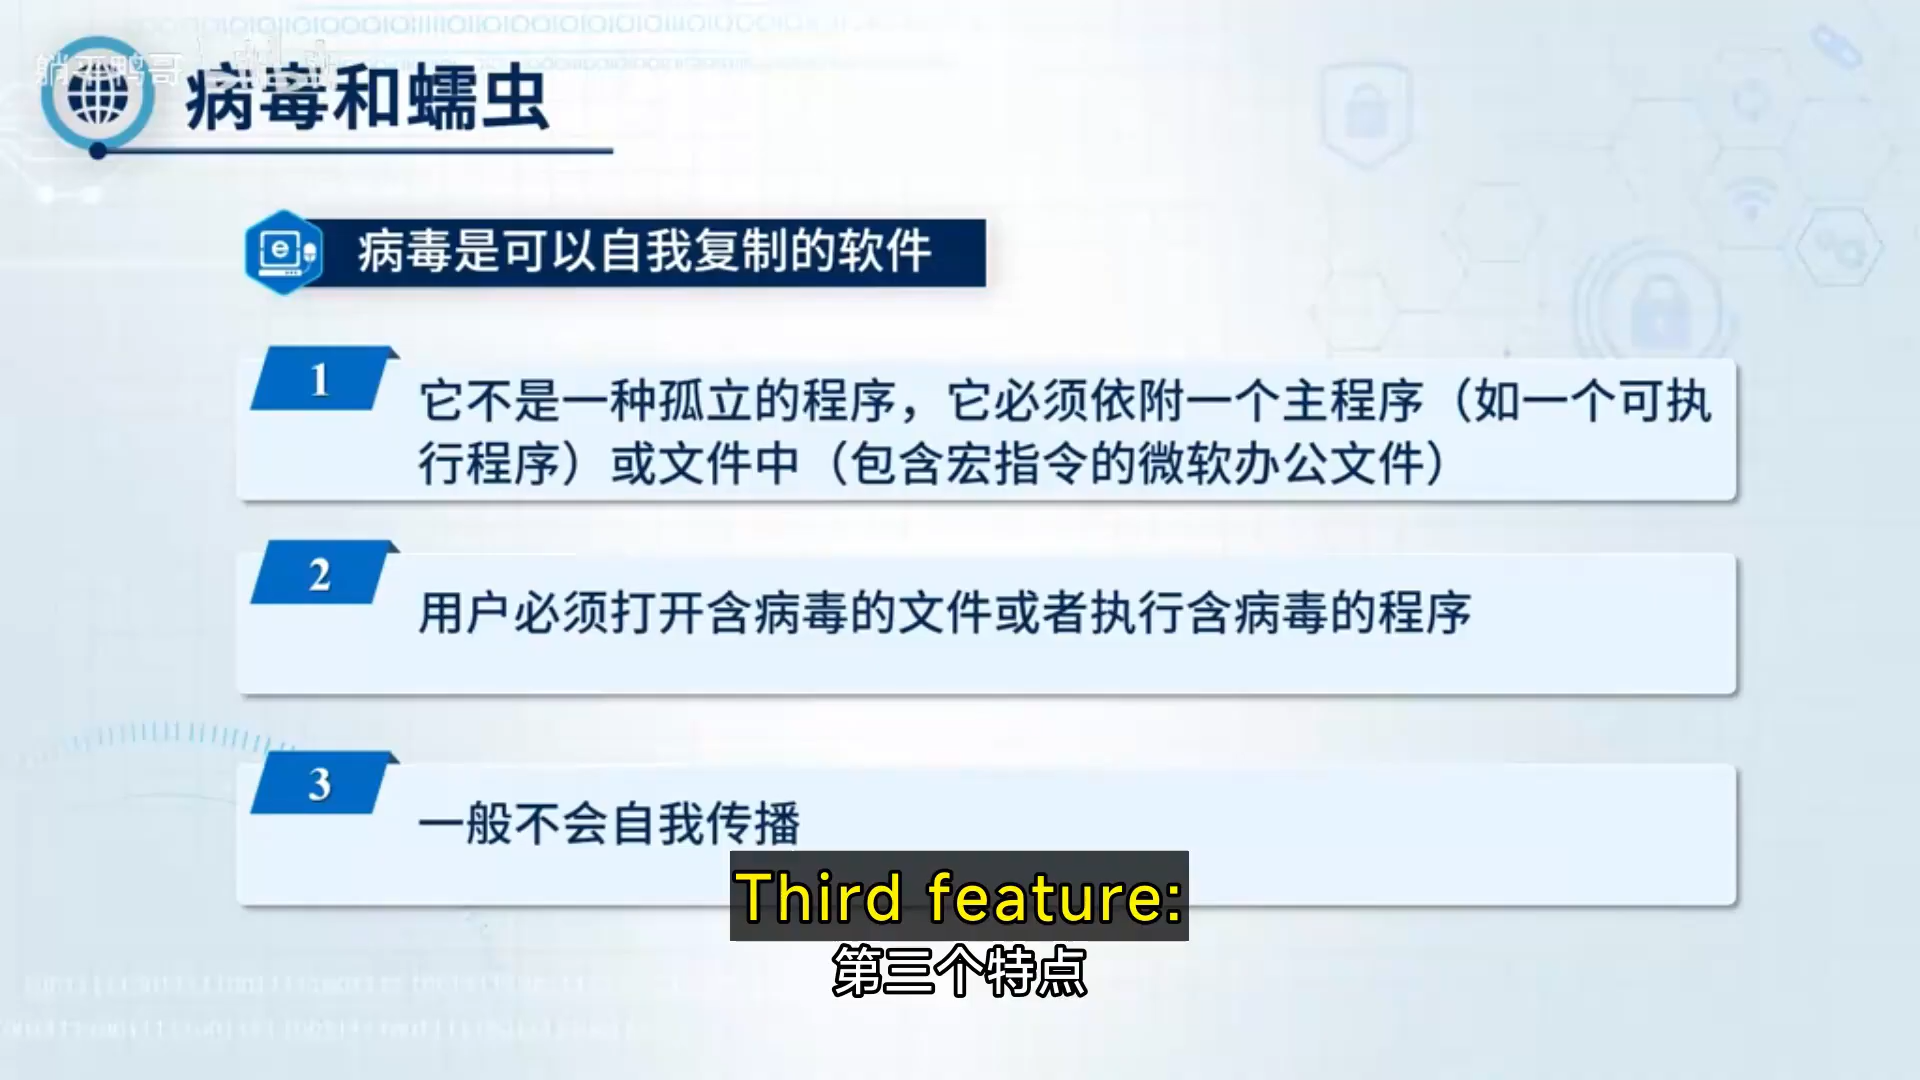 病毒和蠕虫
病毒是可以自我复制的软件
1
它不是一种孤立的程序，它必须依附一个主程序（如一个可执
行程序）或文件中（包含宏指令的微软办公文件）
2
用户必须打开含病毒的文件或者执行含病毒的程序
3
一般不会自我传播
Third feature:
第三个特点